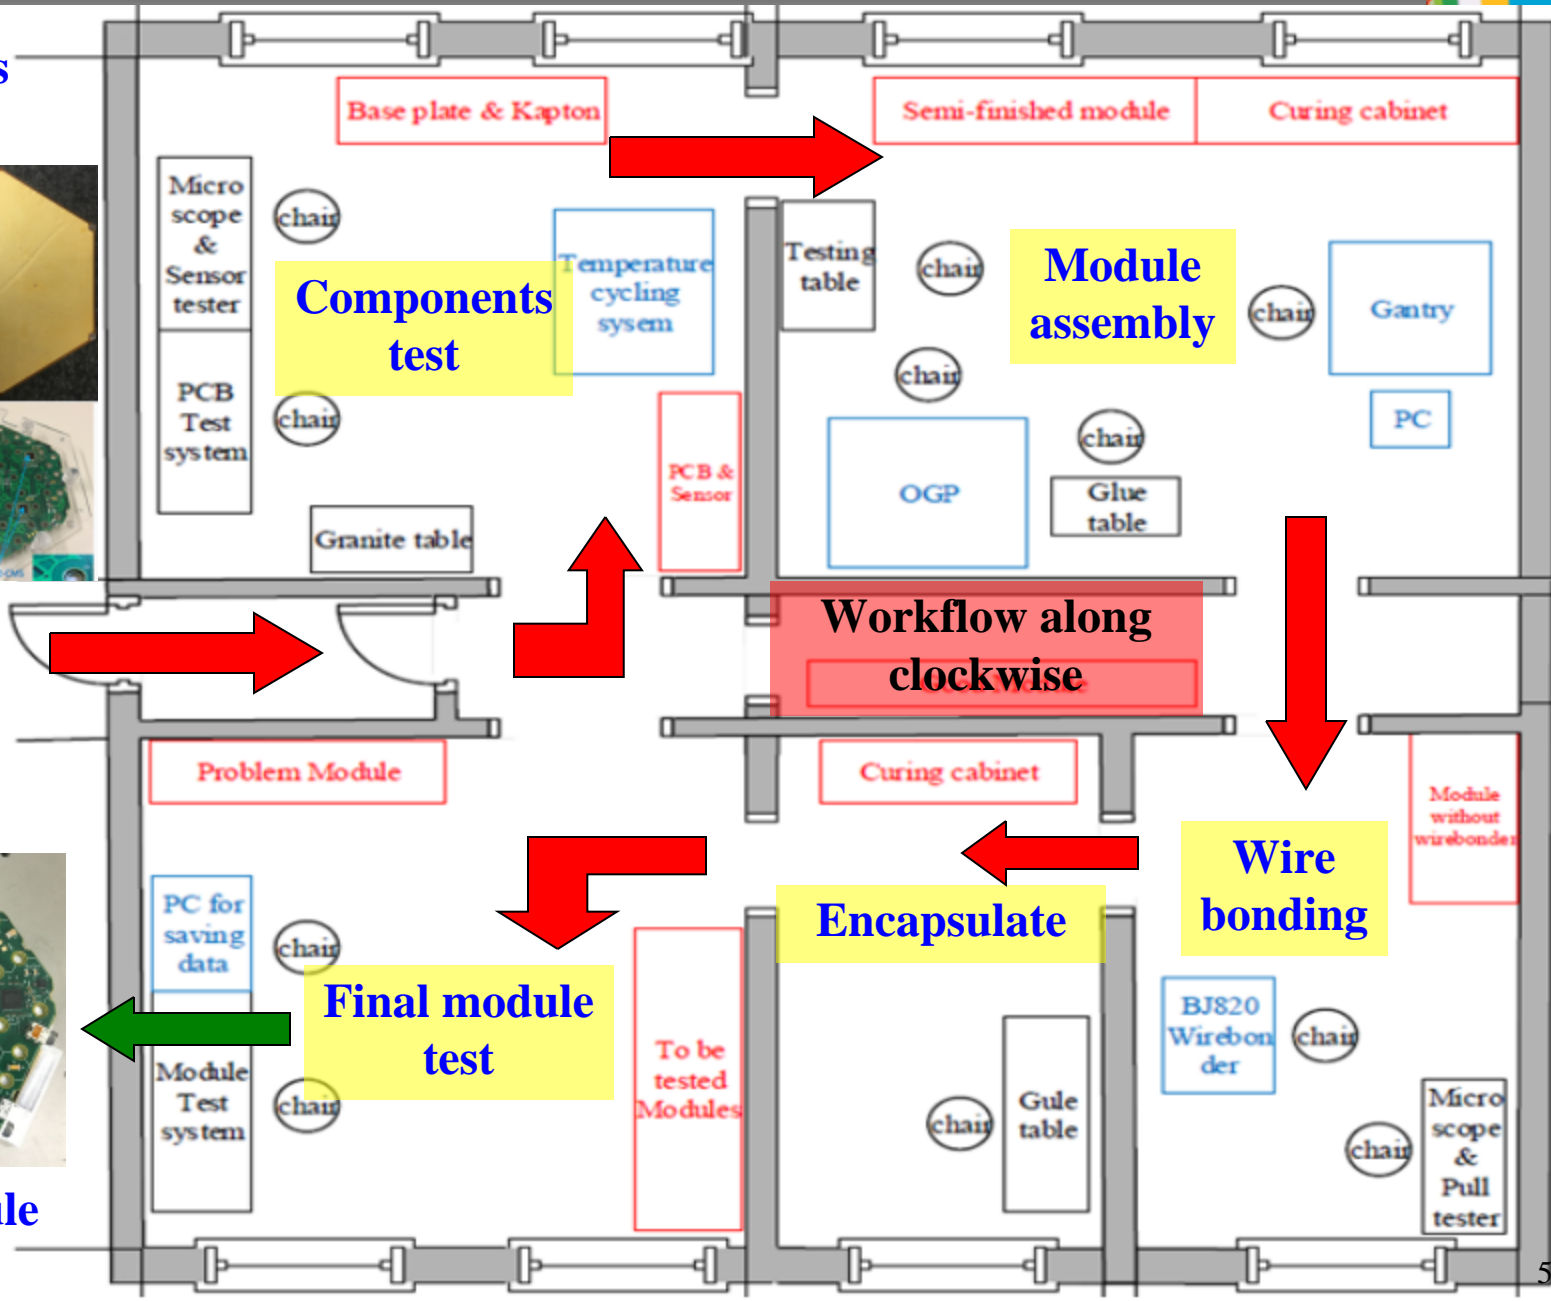 s
Base plate & Kapton
Semi-finished module
Curing cabinet
Micro
scope
&
Sensor
tester
chair
Temperature
cycling
sysem
Components
test
PCB
Test
system
chair
PCB &
Sensor
Granite table
Testing
table
chair
Module
assembly
chair
Gantry
chair
PC
OGP
chair
Glue
table
Workflow along
clockwise
Problem Module
Curing cabinet
Module
without
wirebonder
Wire
bonding
Encapsulate
PC for
saving
data
chair
Final module
test
Module
Test
system
chair
To be
tested
Modules
BJ820
Wirebon
der
chair
chair
Gule
table
chair
Micro
scope
&
Pull
tester
ule
5